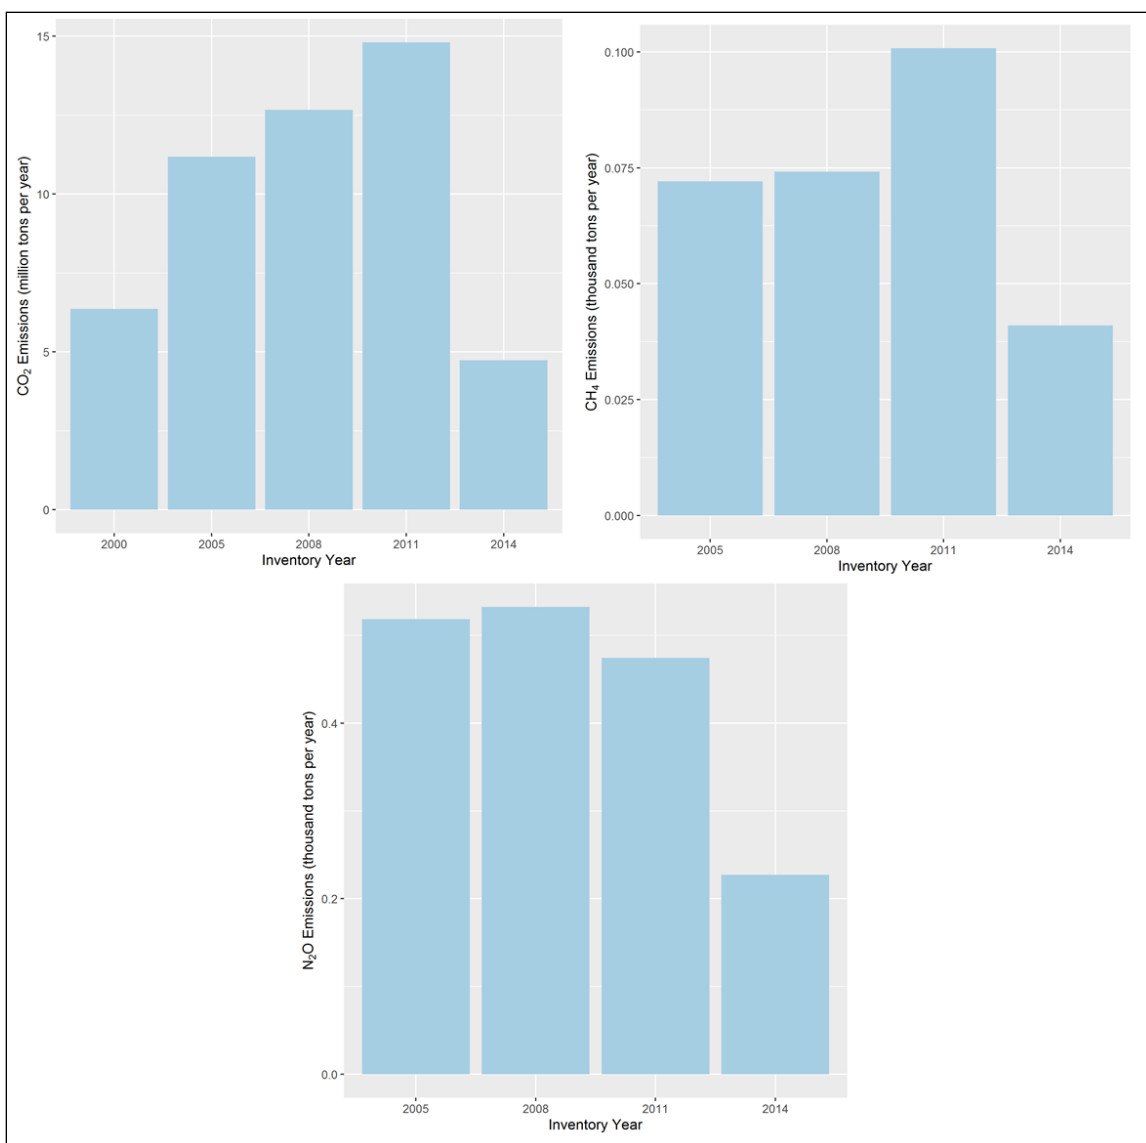 CO₂ Emissions (million tons per year)
15
10
5
0
2000 2005 2008 2011 2014
Inventory Year
CH₄ Emissions (thousand tons per year)
0.100
0.075
0.050
0.025
0.000
2005 2008 2011 2014
Inventory Year
N₂O Emissions (thousand tons per year)
0.4
0.2
0.0
2005 2008 2011 2014
Inventory Year